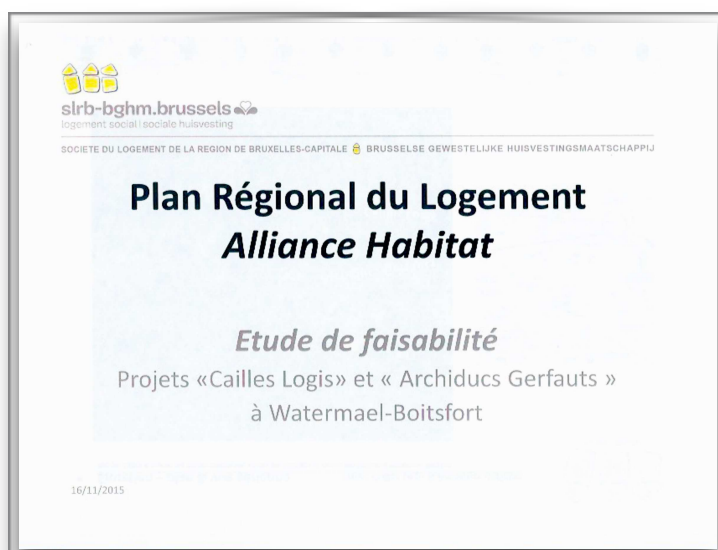 slrb-bghm.brussels
logement social | sociale huisvesting
SOCIETE DU LOGEMENT DE LA REGION DE BRUXELLES-CAPITALE BRUSSELSE GEWESTELIJKE HUISVESTINGSMAATSCHAPPIJ
Plan Régional du Logement
Alliance Habitat
Etude de faisabilité
Projets «Cailles Logis» et « Archiducs Gerfauts »
à Watermael-Boitsfort
16/11/2015